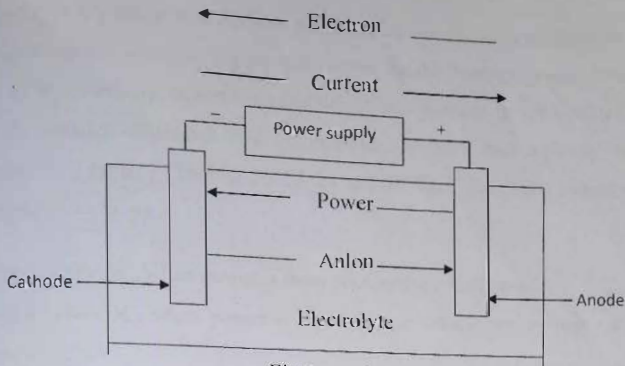 Electron
Current
− Power supply +
Power
Anlon
Cathode
Anode
Electrolyte